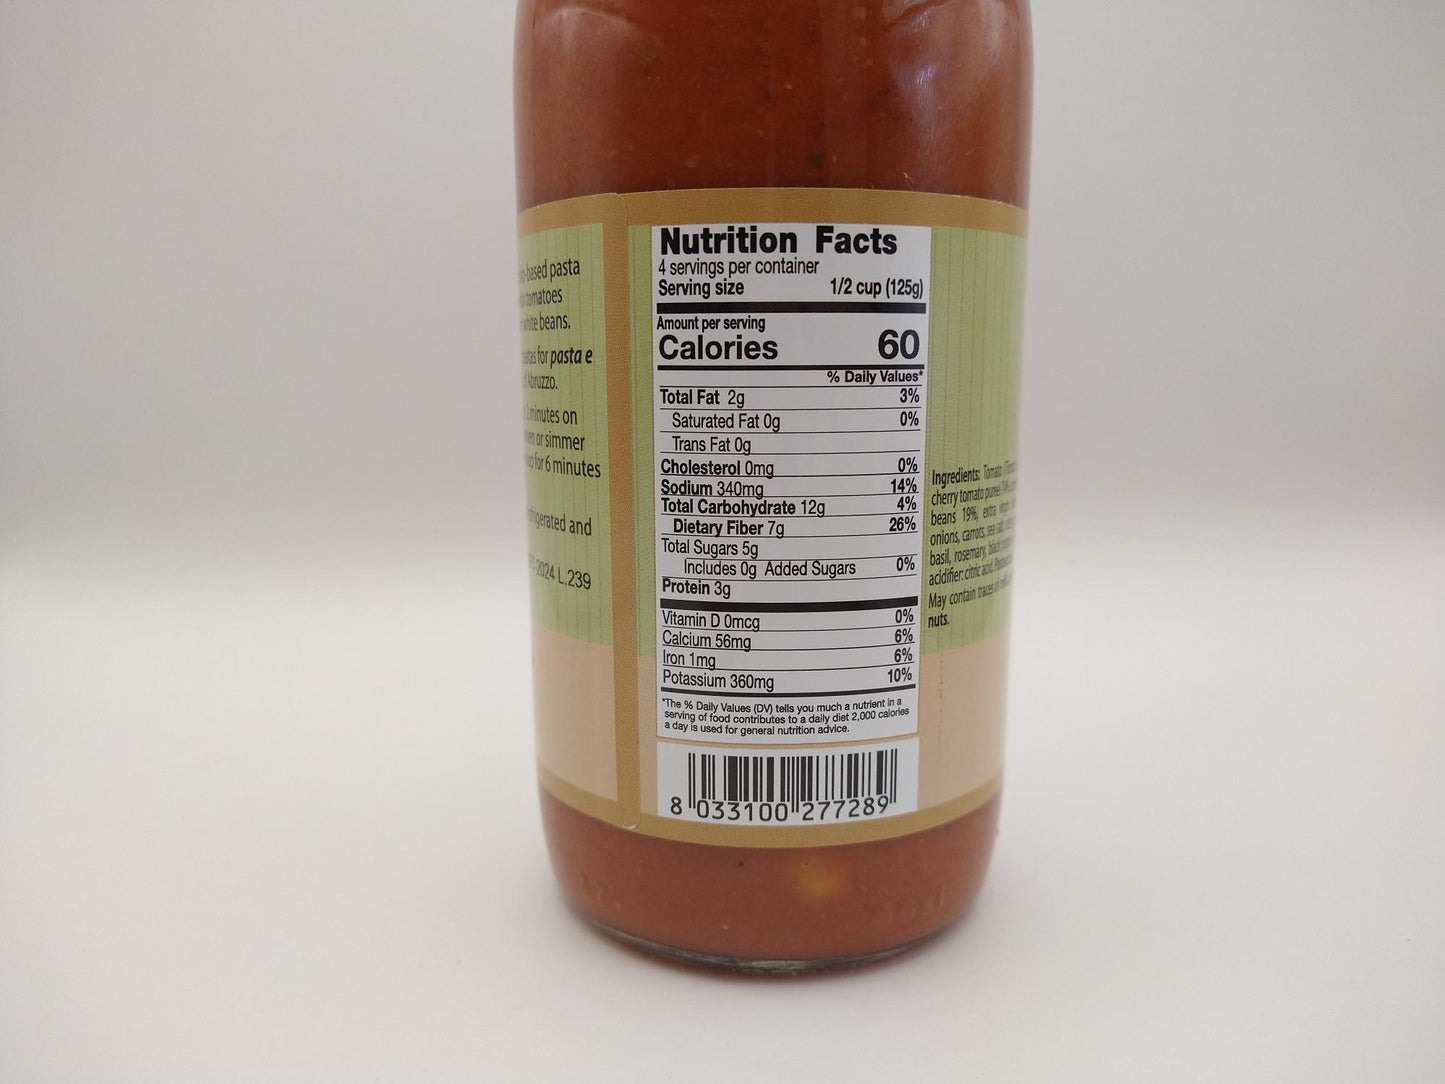 -based pasta
tomatoes
white beans.
for pasta e
Abruzzo.
minutes on
or simmer
for 6 minutes
and
2024 L.239
Nutrition Facts
4 servings per container
Serving size 1/2 cup (125g)
Amount per serving
Calories 60
% Daily Values*
Total Fat 2g 3%
Saturated Fat 0g 0%
Trans Fat 0g
Cholesterol 0mg 0%
Sodium 340mg 14%
Total Carbohydrate 12g 4%
Dietary Fiber 7g 26%
Total Sugars 5g
Includes 0g Added Sugars 0%
Protein 3g
Vitamin D 0mcg 0%
Calcium 56mg 6%
Iron 1mg 6%
Potassium 360mg 10%
*The % Daily Values (DV) tells you much a nutrient in a
serving of food contributes to a daily diet 2,000 calories
a day is used for general nutrition advice.
8 033100 277289
Ingredients: Tomato
cherry tomato puree)
beans 19%, extra virgin
onions, carrots, sea salt,
basil, rosemary, black
acidifier: citric acid.
May contain traces of
nuts.